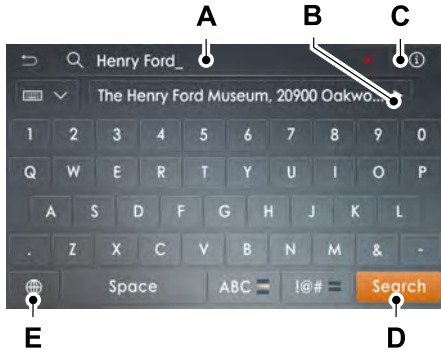 A B C
Henry Ford_
The Henry Ford Museum, 20900 Oakwo...
1 2 3 4 5 6 7 8 9 0
Q W E R T Y U I O P
A S D F G H J K L
. Z X C V B N M & -
Space ABC !@# Search
E D